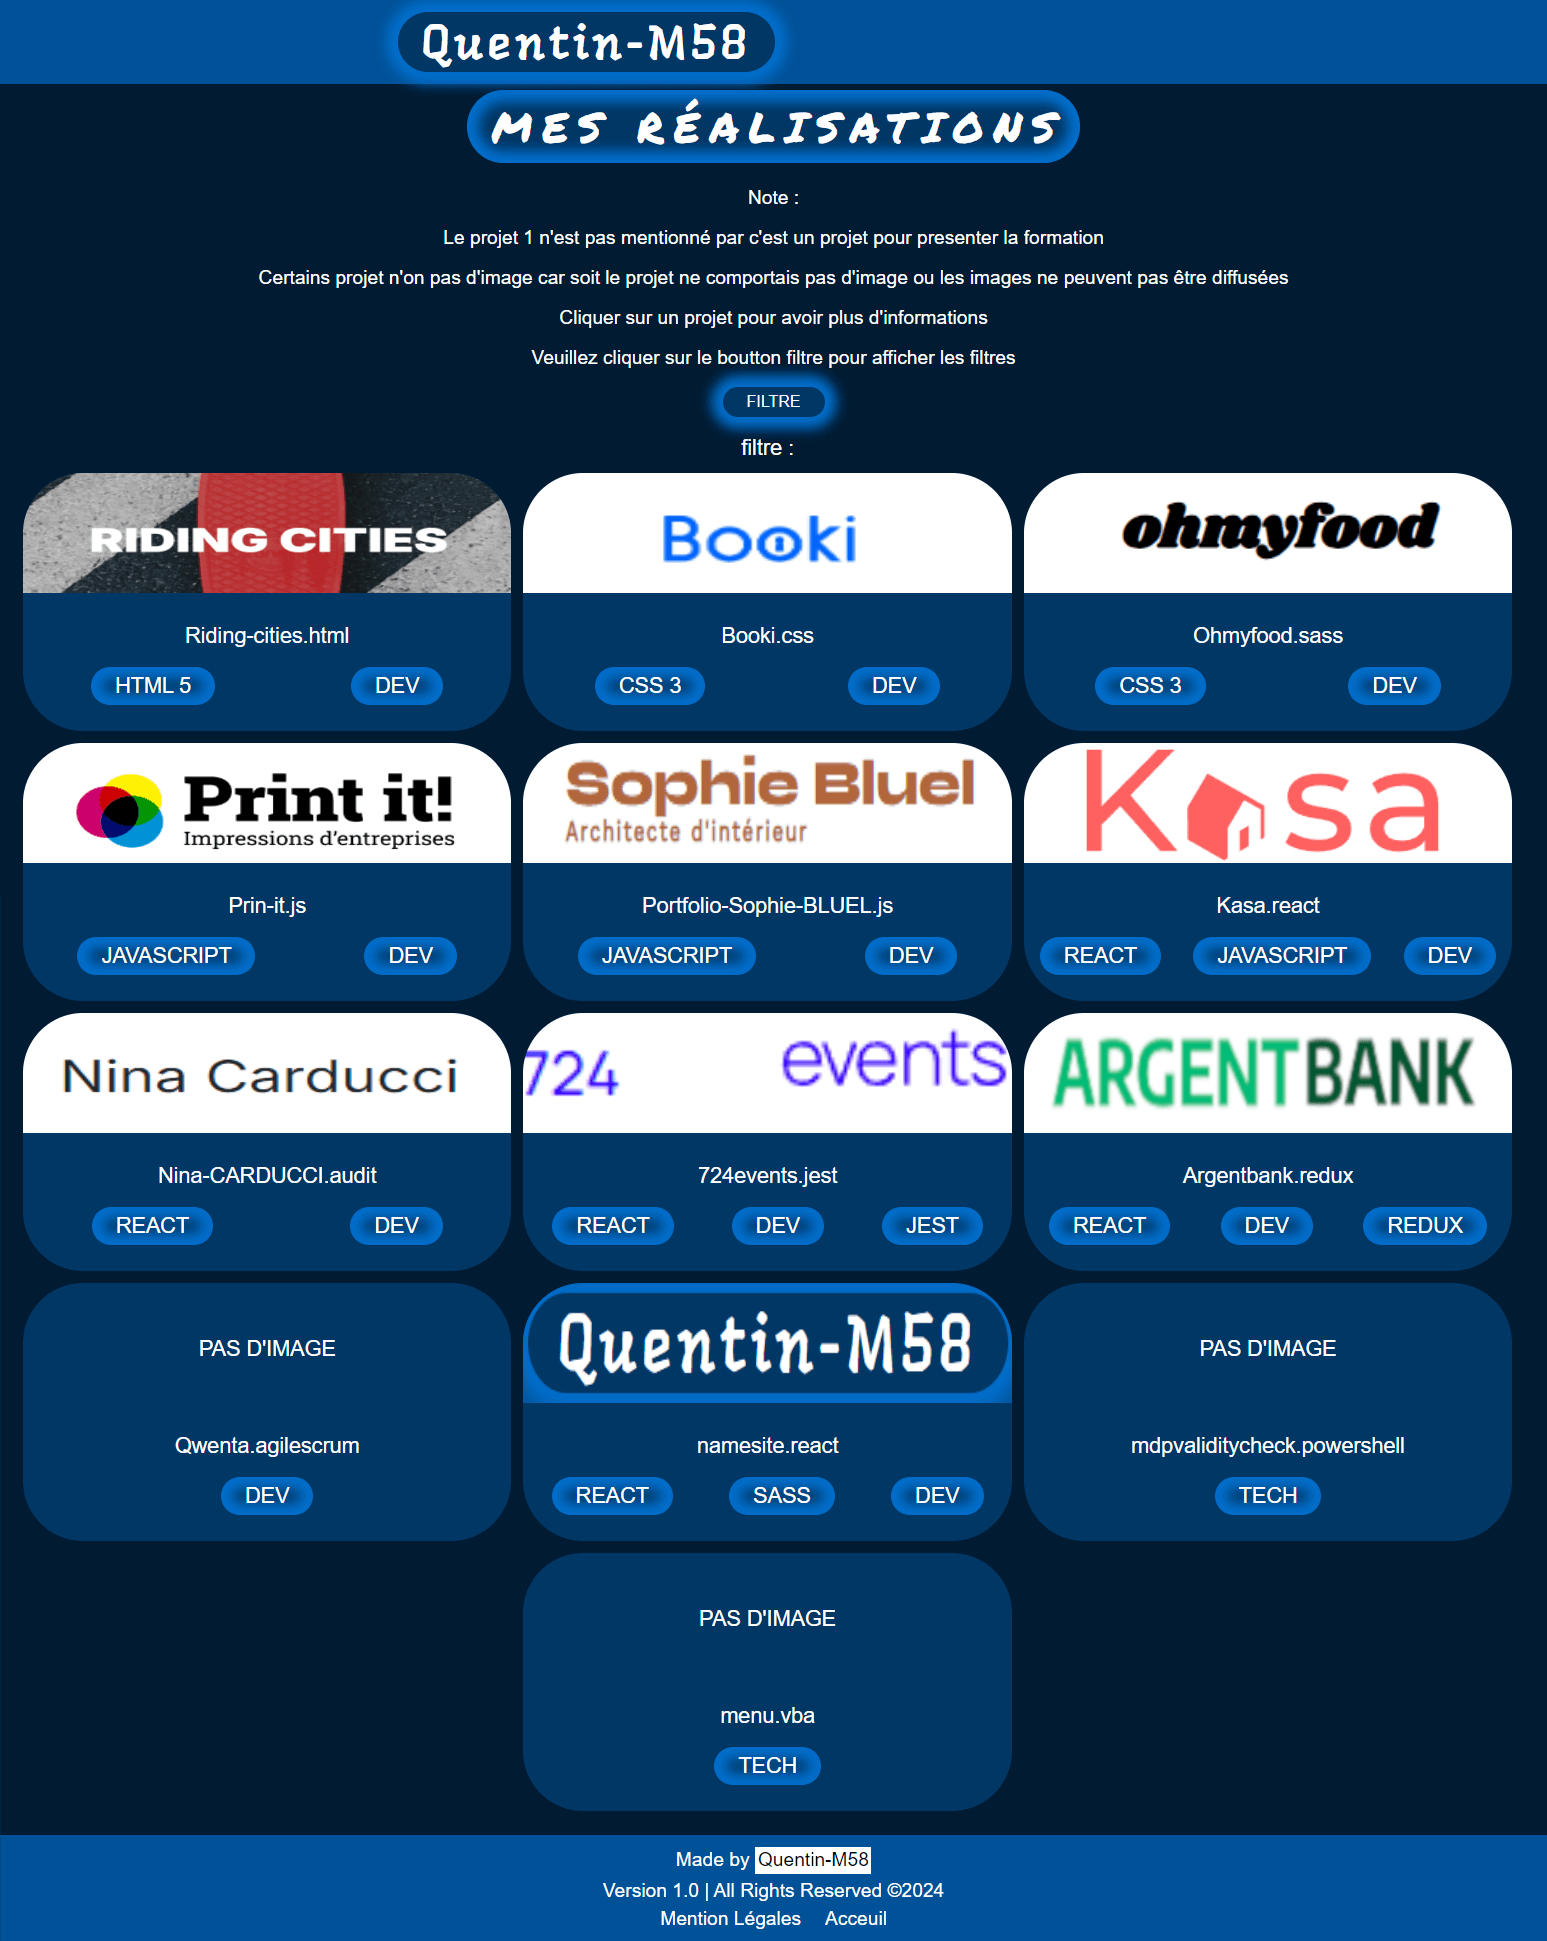 Quentin-M58
MES RÉALISATIONS
Note :
Le projet 1 n'est pas mentionné par c'est un projet pour presenter la formation
Certains projet n'on pas d'image car soit le projet ne comportais pas d'image ou les images ne peuvent pas être diffusées
Cliquer sur un projet pour avoir plus d'informations
Veuillez cliquer sur le boutton filtre pour afficher les filtres
FILTRE
filtre :
RIDING CITIES
Riding-cities.html
HTML 5 DEV
Booki
Booki.css
CSS 3 DEV
ohmyfood
Ohmyfood.sass
CSS 3 DEV
Print it!
Impressions d'entreprises
Prin-it.js
JAVASCRIPT DEV
Sophie Bluel
Architecte d'intérieur
Portfolio-Sophie-BLUEL.js
JAVASCRIPT DEV
Kasa
Kasa.react
REACT JAVASCRIPT DEV
Nina Carducci
Nina-CARDUCCI.audit
REACT DEV
724 events
724events.jest
REACT DEV JEST
ARGENTBANK
Argentbank.redux
REACT DEV REDUX
PAS D'IMAGE
Qwenta.agilescrum
DEV
Quentin-M58
namesite.react
REACT SASS DEV
PAS D'IMAGE
mdpvaliditycheck.powershell
TECH
PAS D'IMAGE
menu.vba
TECH
Made by Quentin-M58
Version 1.0 | All Rights Reserved ©2024
Mention Légales Acceuil